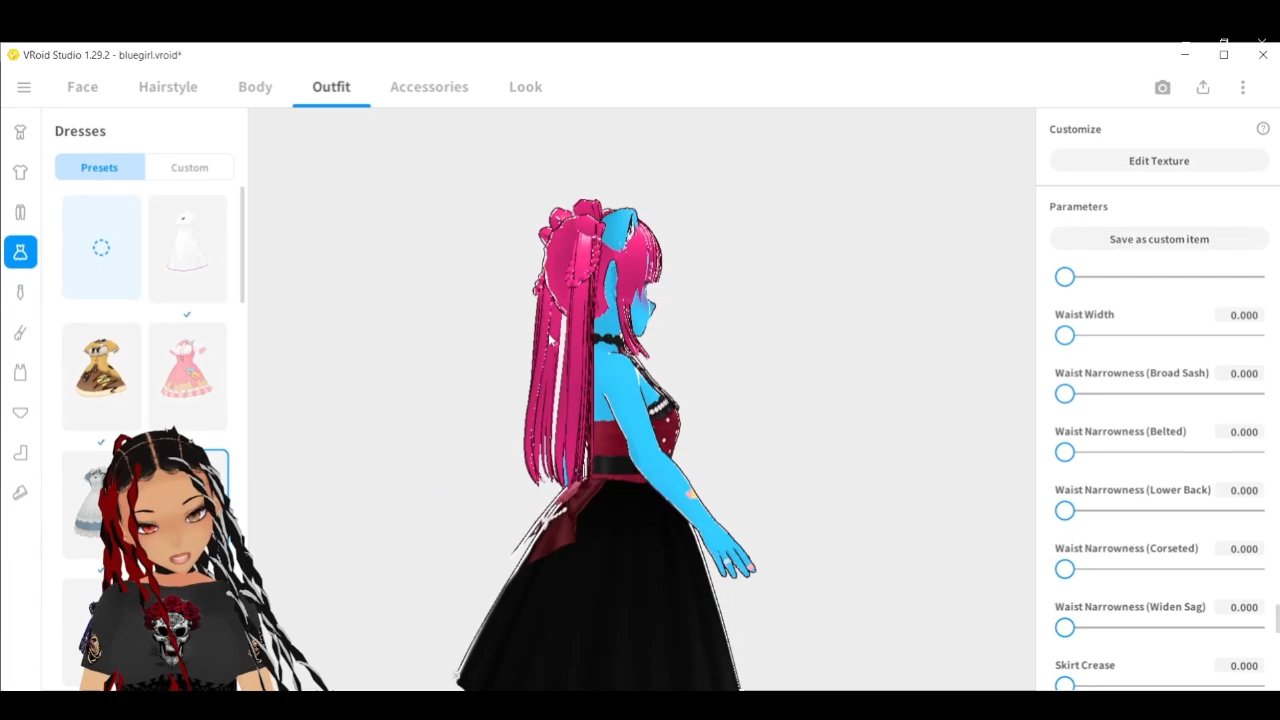 VRoid Studio 1.29.2 - bluegirl.vroid*
Face Hairstyle Body Outfit Accessories Look
Dresses
Presets Custom
Customize
Edit Texture
Parameters
Save as custom item
Waist Width 0.000
Waist Narrowness (Broad Sash) 0.000
Waist Narrowness (Belted) 0.000
Waist Narrowness (Lower Back) 0.000
Waist Narrowness (Corseted) 0.000
Waist Narrowness (Widen Sag) 0.000
Skirt Crease 0.000